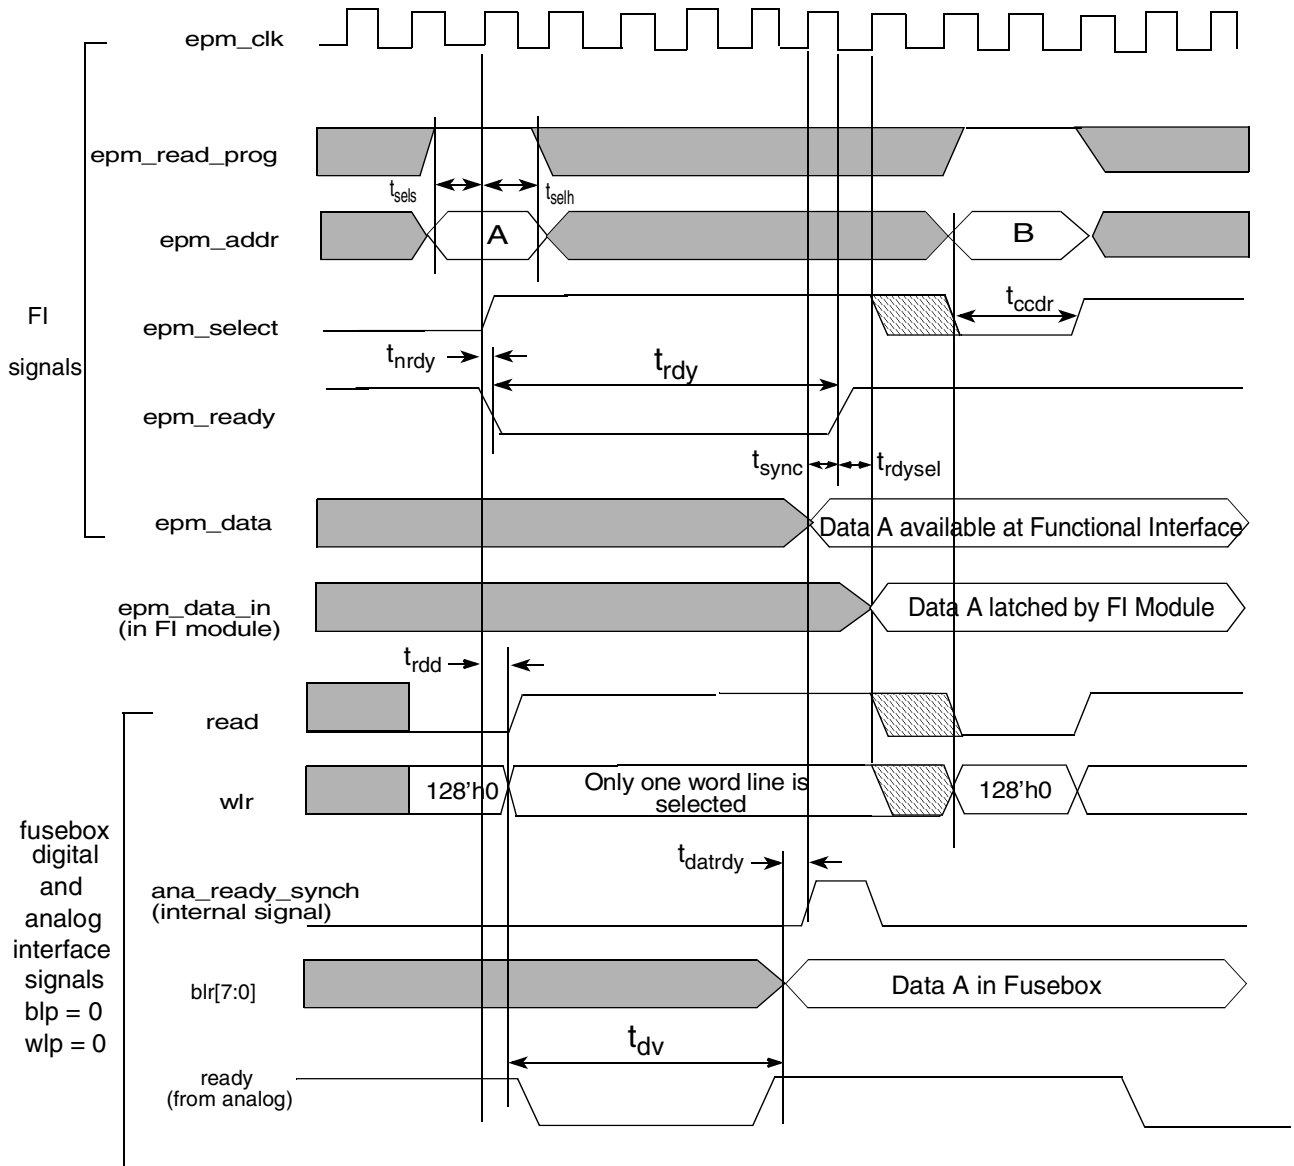 epm_clk
epm_read_prog
tsels
tselh
epm_addr
A
B
FI
signals
epm_select
tccdr
tnrdy
trdy
epm_ready
tsync
trdysel
epm_data
Data A available at Functional Interface
epm_data_in
(in FI module)
Data A latched by FI Module
trdd
read
wlr
128'h0
Only one word line is
selected
128'h0
fusebox
digital
and
analog
interface
signals
blp = 0
wlp = 0
tdatrdy
ana_ready_synch
(internal signal)
blr[7:0]
Data A in Fusebox
tdv
ready
(from analog)